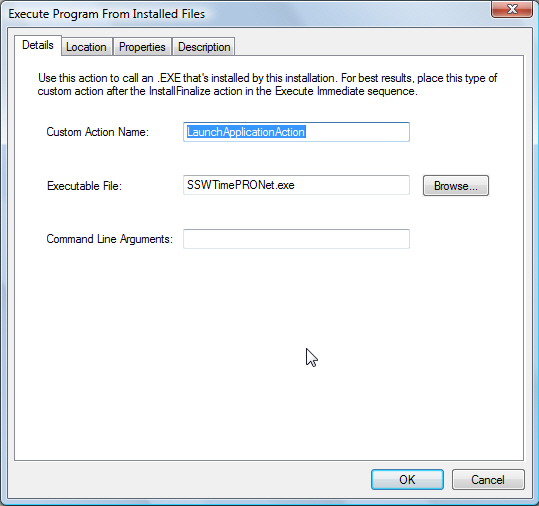 Execute Program From Installed Files
Details Location Properties Description
Use this action to call an .EXE that's installed by this installation. For best results, place this type of
custom action after the InstallFinalize action in the Execute Immediate sequence.
Custom Action Name: LaunchApplicationAction
Executable File: SSWTimePRONet.exe Browse...
Command Line Arguments:
OK Cancel